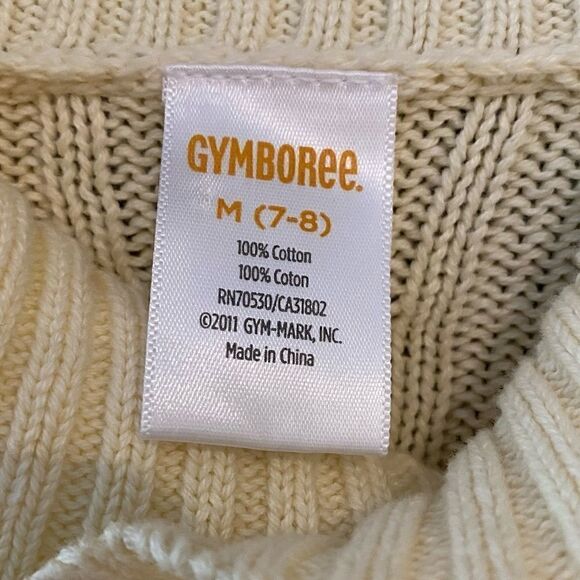 GYMBOREE.
M (7-8)
100% Cotton
100% Coton
RN70530/CA31802
©2011 GYM-MARK, INC.
Made in China